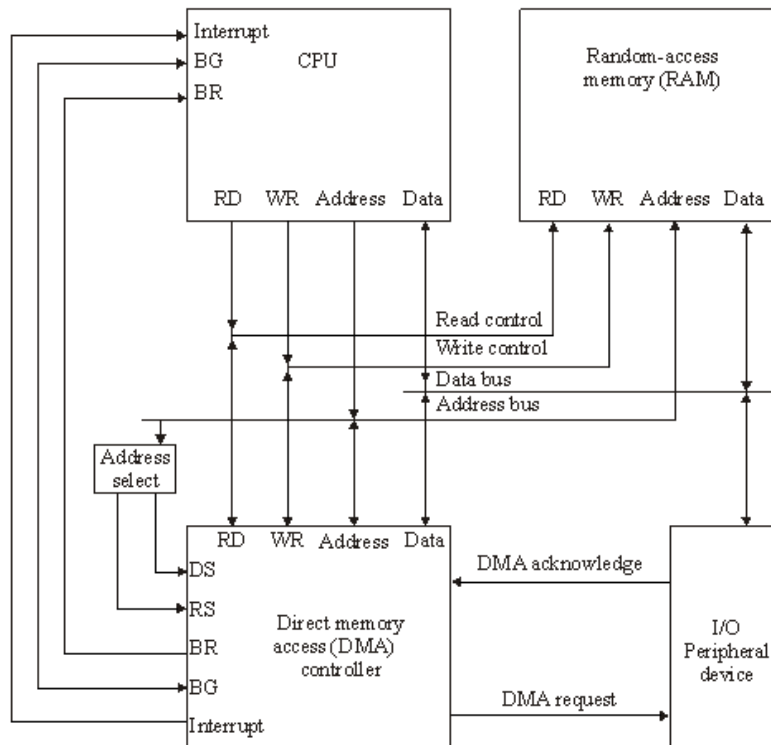 Interrupt
BG
BR
CPU
RD WR Address Data
Random-access
memory (RAM)
RD WR Address Data
Read control
Write control
Data bus
Address bus
Address
select
RD WR Address Data
DS
RS
BR
BG
Interrupt
Direct memory
access (DMA)
controller
DMA acknowledge
DMA request
I/O
Peripheral
device